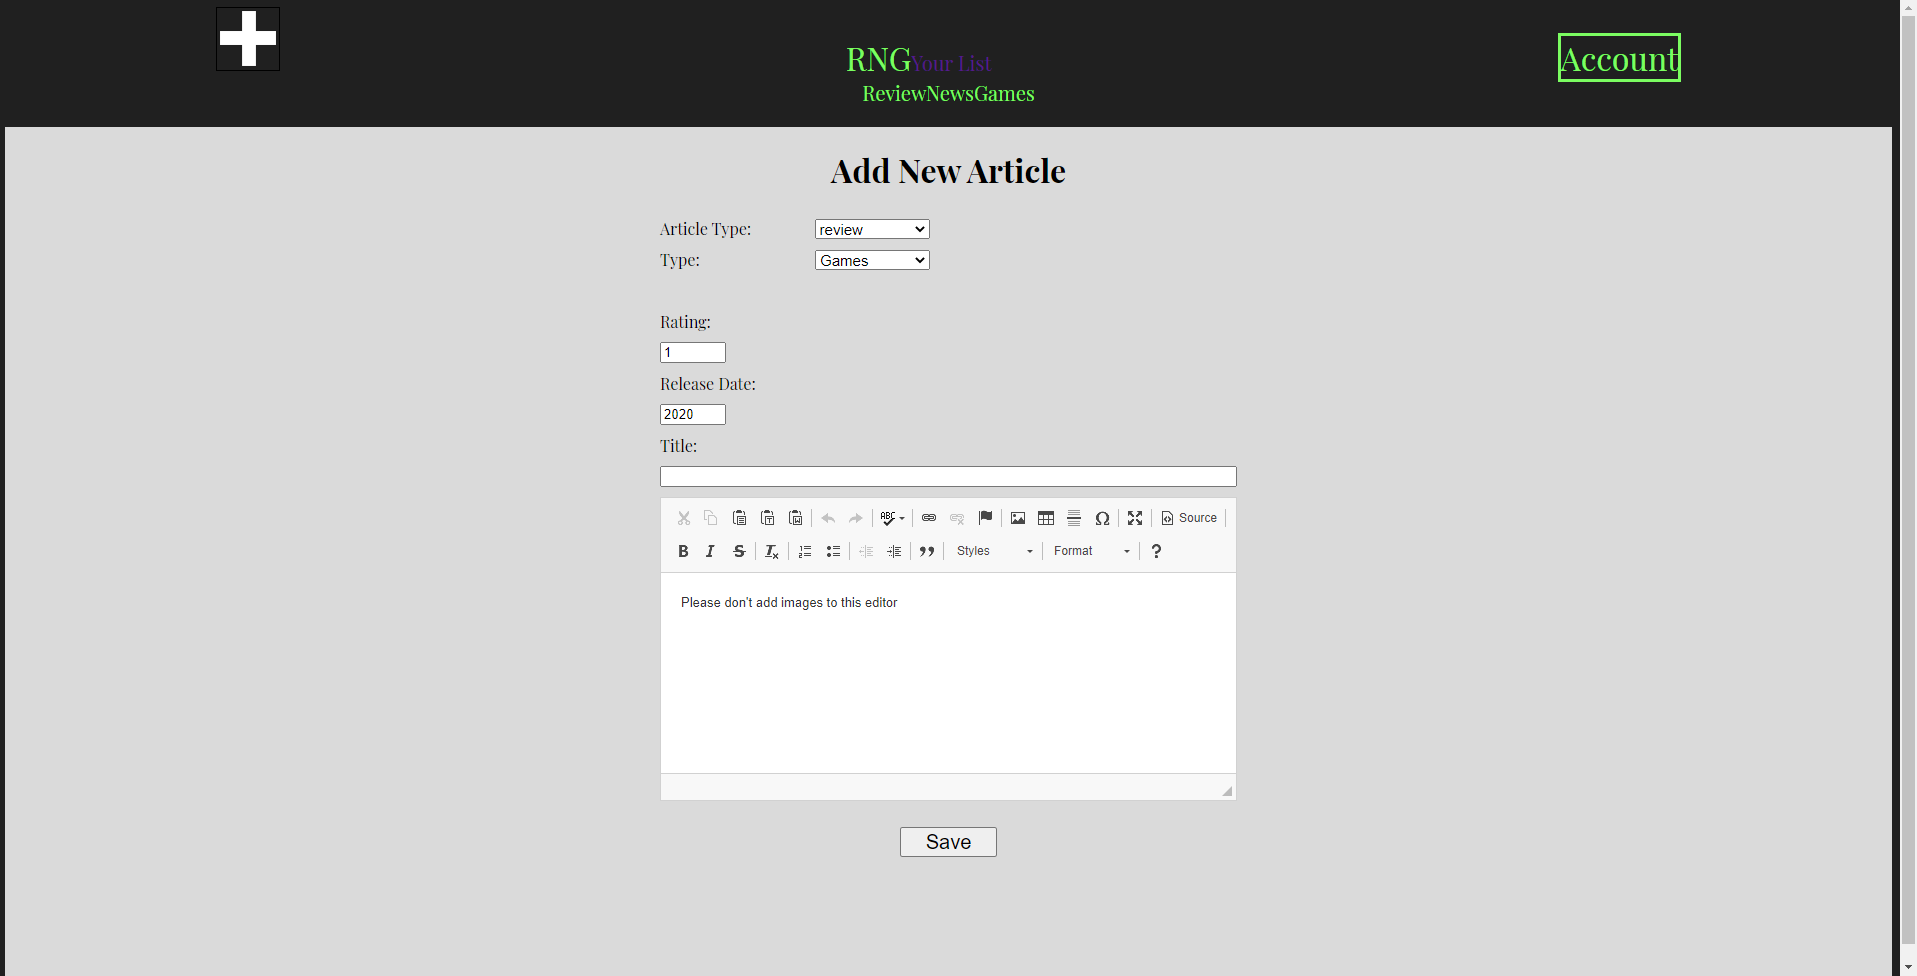 RNGYour List
Account
ReviewNewsGames
Add New Article
Article Type: review
Type: Games
Rating:
1
Release Date:
2020
Title:
ABC Source
Styles Format ?
Please don't add images to this editor
Save